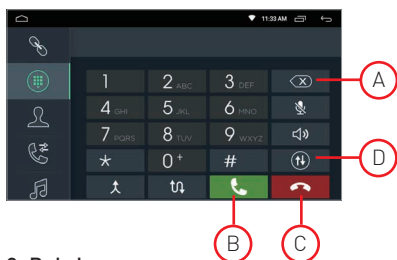 11:33 AM
1 2 ABC 3 DEF
A
4 GHI 5 JKL 6 MNO
7 PQRS 8 TUV 9 WXYZ
* 0 + #
D
B C